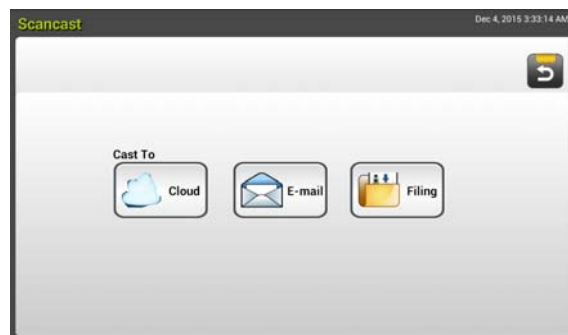 Scancast
Dec 4, 2015 3:33:14 AM
Cast To
Cloud
E-mail
Filing